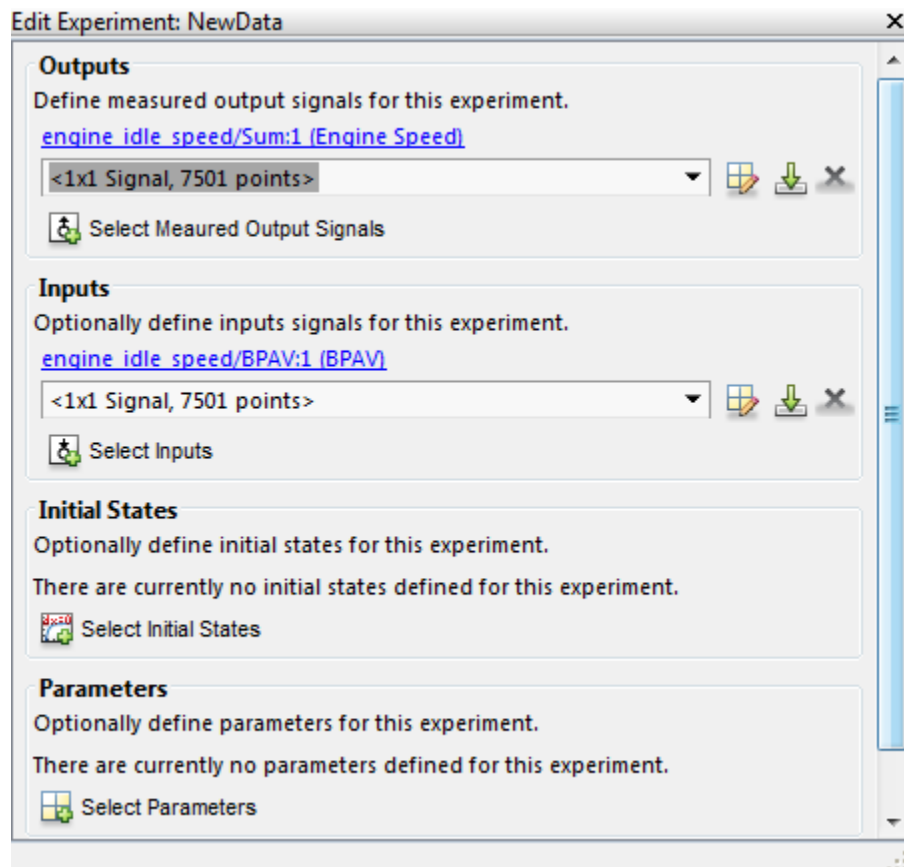 Edit Experiment: NewData
Outputs
Define measured output signals for this experiment.
engine_idle_speed/Sum:1 (Engine Speed)
<1x1 Signal, 7501 points>
Select Meaured Output Signals
Inputs
Optionally define inputs signals for this experiment.
engine_idle_speed/BPAV:1 (BPAV)
<1x1 Signal, 7501 points>
Select Inputs
Initial States
Optionally define initial states for this experiment.
There are currently no initial states defined for this experiment.
Select Initial States
Parameters
Optionally define parameters for this experiment.
There are currently no parameters defined for this experiment.
Select Parameters